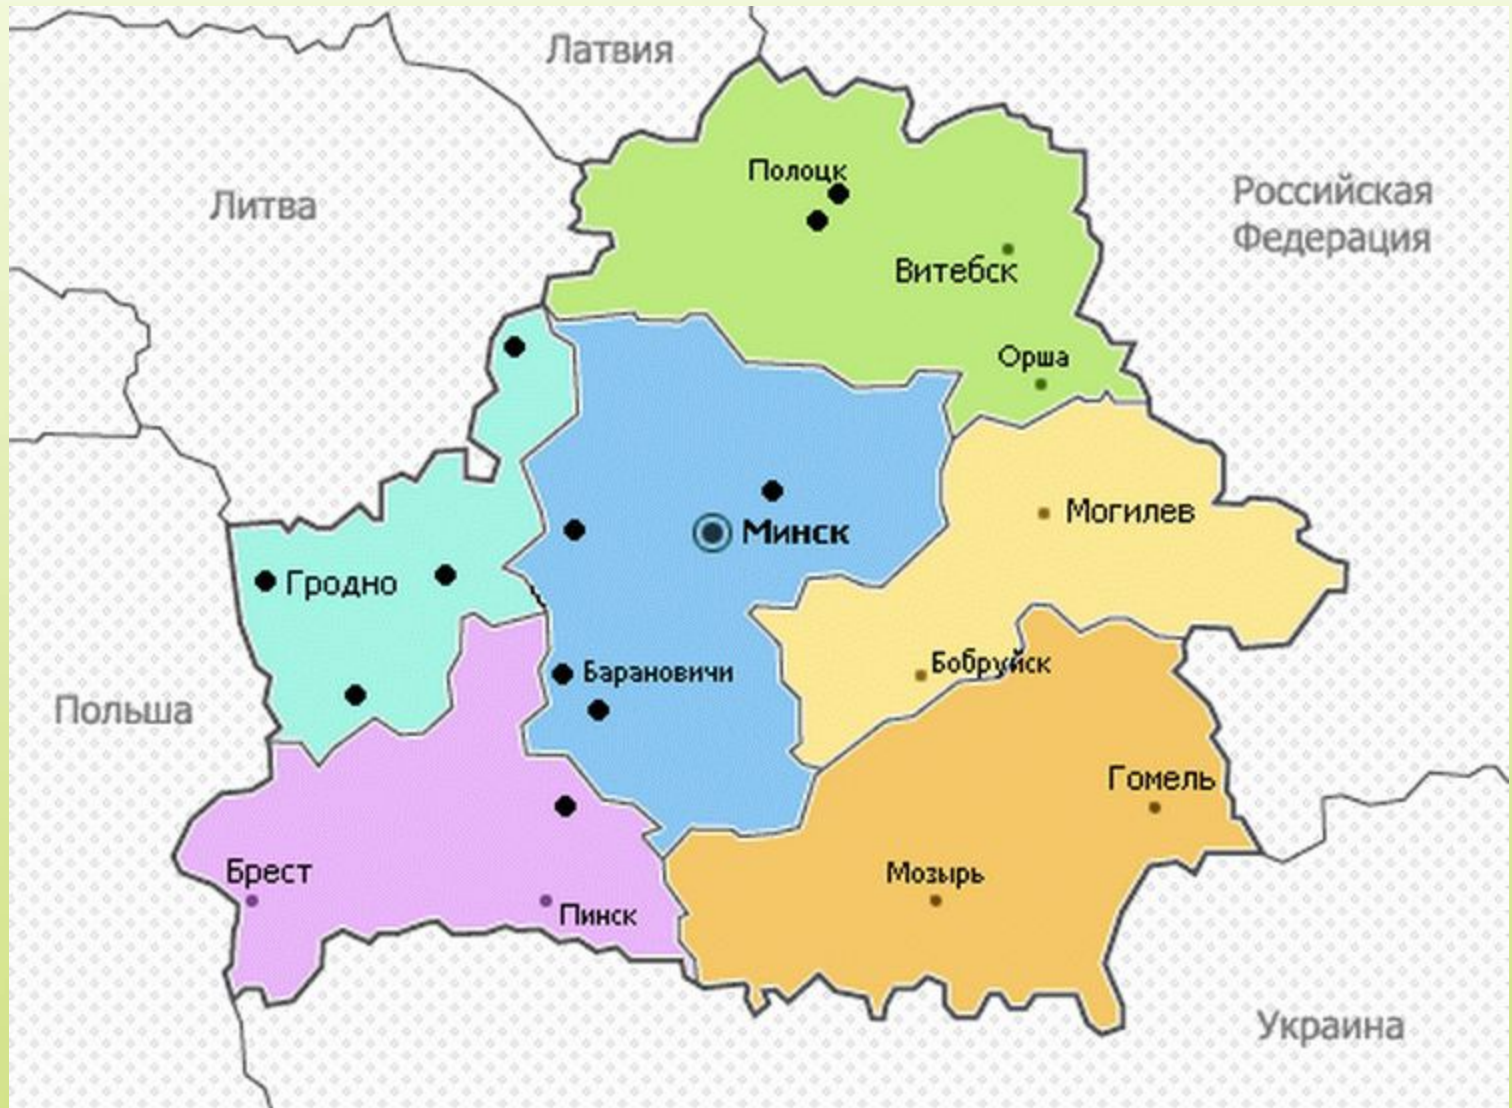 Латвия
Литва
Российская
Федерация
Полоцк
Витебск
Орша
Могилев
Минск
Гродно
Барановичи
Бобруйск
Польша
Гомель
Брест
Мозырь
Пинск
Украина